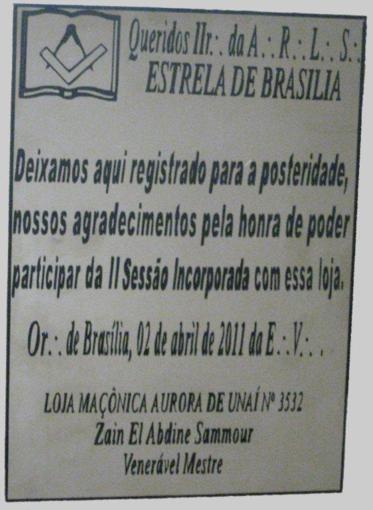 Queridos IIr.·. da A.·. R.·. L.·. S.·.
ESTRELA DE BRASILIA
Deixamos aqui registrado para a posteridade,
nossos agradecimentos pela honra de poder
participar da II Sessão Incorporada com essa loja.
Or.·. de Brasília, 02 de abril de 2011 da E.·.V.·. .
LOJA MAÇÔNICA AURORA DE UNAÍ Nº 3532
Zain El Abdine Sammour
Venerável Mestre